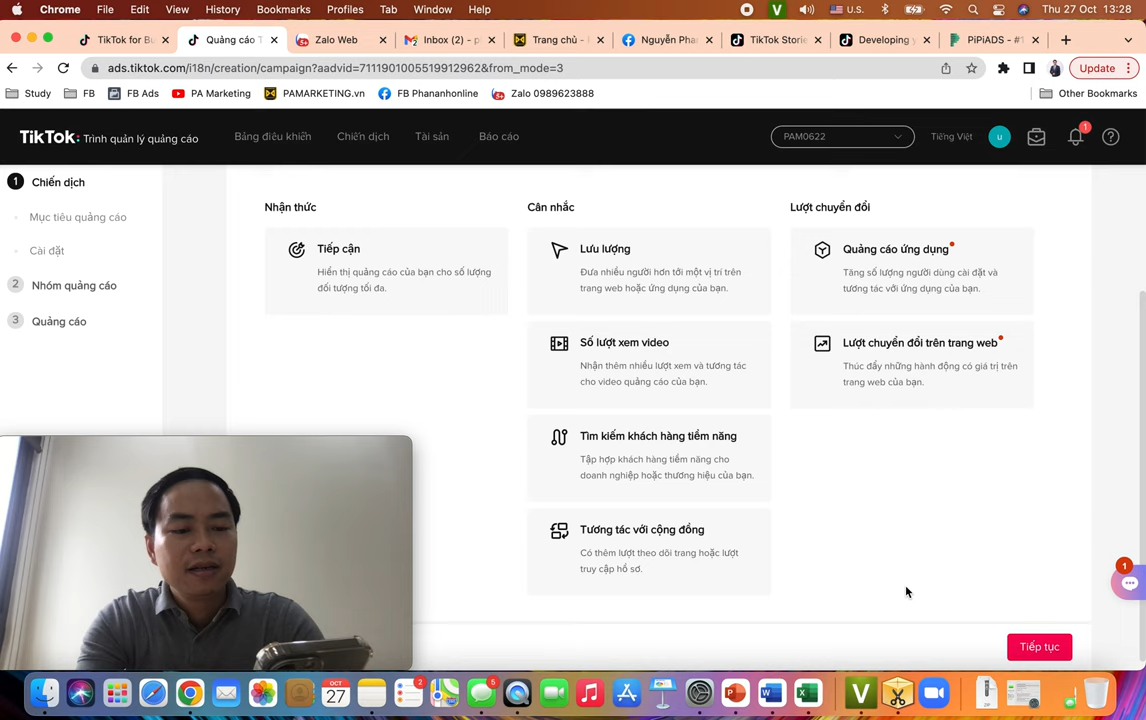 Chrome File Edit View History Bookmarks Profiles Tab Window Help V U.S. Thu 27 Oct 13:28
TikTok for Bu Quảng cáo T Zalo Web Inbox (2) - p Trang chủ - M Nguyễn Pha TikTok Storie Developing y PiPiADS - #1
ads.tiktok.com/i18n/creation/campaign?aadvid=7111901005519912962&from_mode=3 Update
Study FB FB Ads PA Marketing PAMARKETING.vn FB Phananhonline Zalo 0989623888 Other Bookmarks
TikTok: Trình quản lý quảng cáo Bảng điều khiển Chiến dịch Tài sản Báo cáo PAM0622 Tiếng Việt u 1
1 Chiến dịch
Mục tiêu quảng cáo
Cài đặt
2 Nhóm quảng cáo
3 Quảng cáo
Nhận thức
Tiếp cận
Hiển thị quảng cáo của bạn cho số lượng
đối tượng tối đa.
Cân nhắc
Lưu lượng
Đưa nhiều người hơn tới một vị trí trên
trang web hoặc ứng dụng của bạn.
Số lượt xem video
Nhận thêm nhiều lượt xem và tương tác
cho video quảng cáo của bạn.
Tìm kiếm khách hàng tiềm năng
Tập hợp khách hàng tiềm năng cho
doanh nghiệp hoặc thương hiệu của bạn.
Tương tác với cộng đồng
Có thêm lượt theo dõi trang hoặc lượt
truy cập hồ sơ.
Lượt chuyển đổi
Quảng cáo ứng dụng
Tăng số lượng người dùng cài đặt và
tương tác với ứng dụng của bạn.
Lượt chuyển đổi trên trang web
Thúc đẩy những hành động có giá trị trên
trang web của bạn.
1
Tiếp tục
OCT
27
2
5
V
ZIP